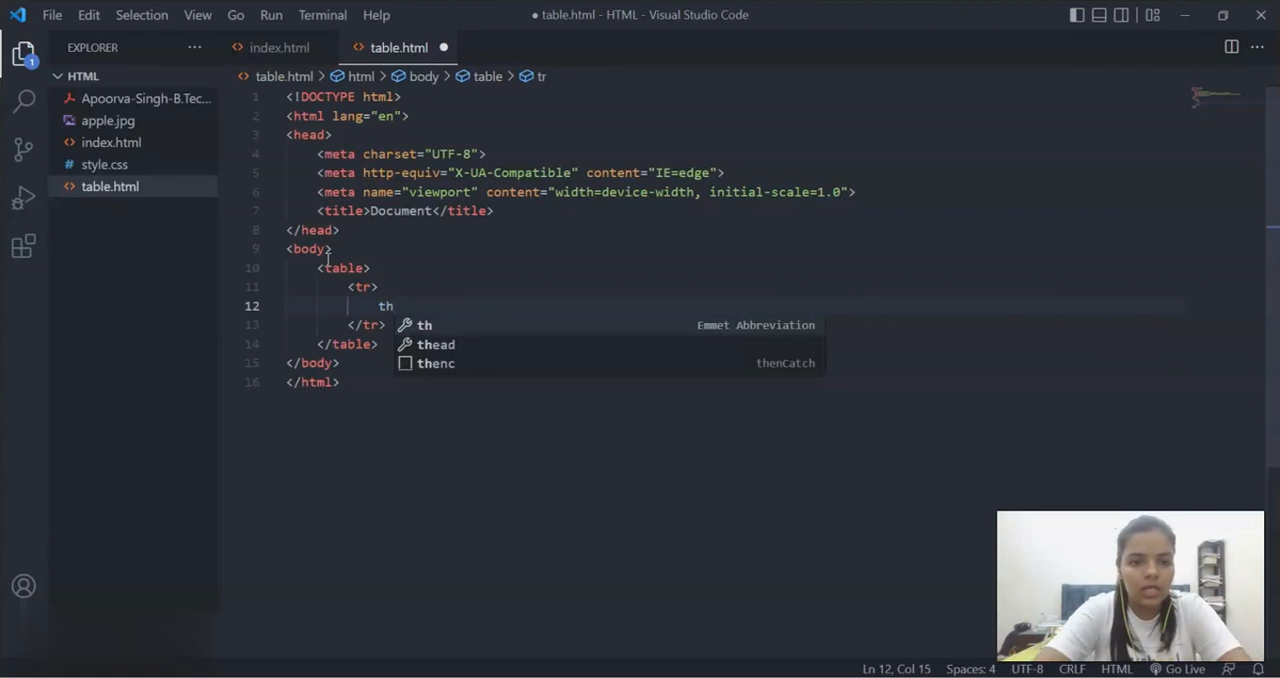 File Edit Selection View Go Run Terminal Help
● table.html - HTML - Visual Studio Code
EXPLORER ...
1
HTML
Apoorva-Singh-B.Tec...
apple.jpg
index.html
# style.css
table.html
index.html table.html
table.html > html > body > table > tr
1 <!DOCTYPE html>
2 <html lang="en">
3 <head>
4 <meta charset="UTF-8">
5 <meta http-equiv="X-UA-Compatible" content="IE=edge">
6 <meta name="viewport" content="width=device-width, initial-scale=1.0">
7 <title>Document</title>
8 </head>
9 <body>
10 <table>
11 <tr>
12 th
13 </tr>
14 </table>
15 </body>
16 </html>
th Emmet Abbreviation
thead
thenc thenCatch
Ln 12, Col 15 Spaces: 4 UTF-8 CRLF HTML Go Live